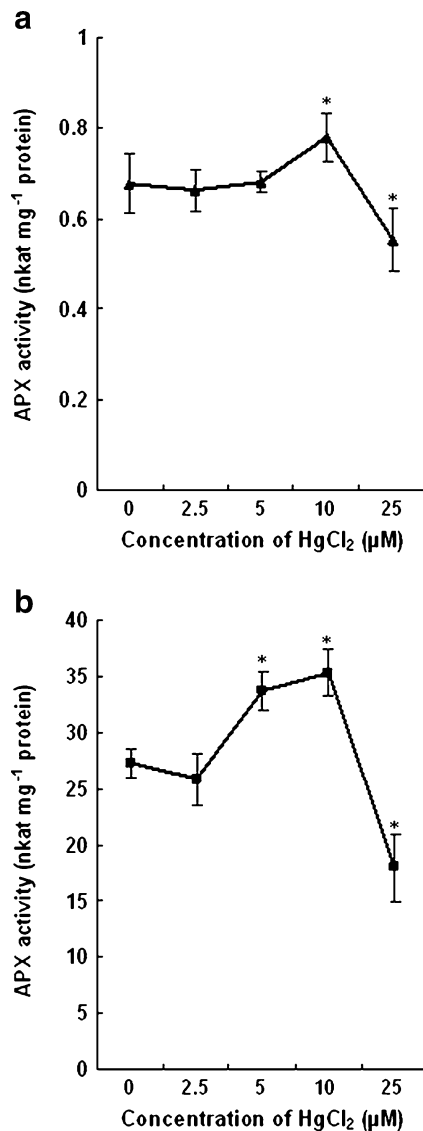 a
1
0.8
0.6
0.4
0.2
0
APX activity (nkat mg⁻¹ protein)
*
*
0 2.5 5 10 25
Concentration of HgCl₂ (µM)
b
40
35
30
25
20
15
10
5
0
APX activity (nkat mg⁻¹ protein)
*
*
*
0 2.5 5 10 25
Concentration of HgCl₂ (µM)